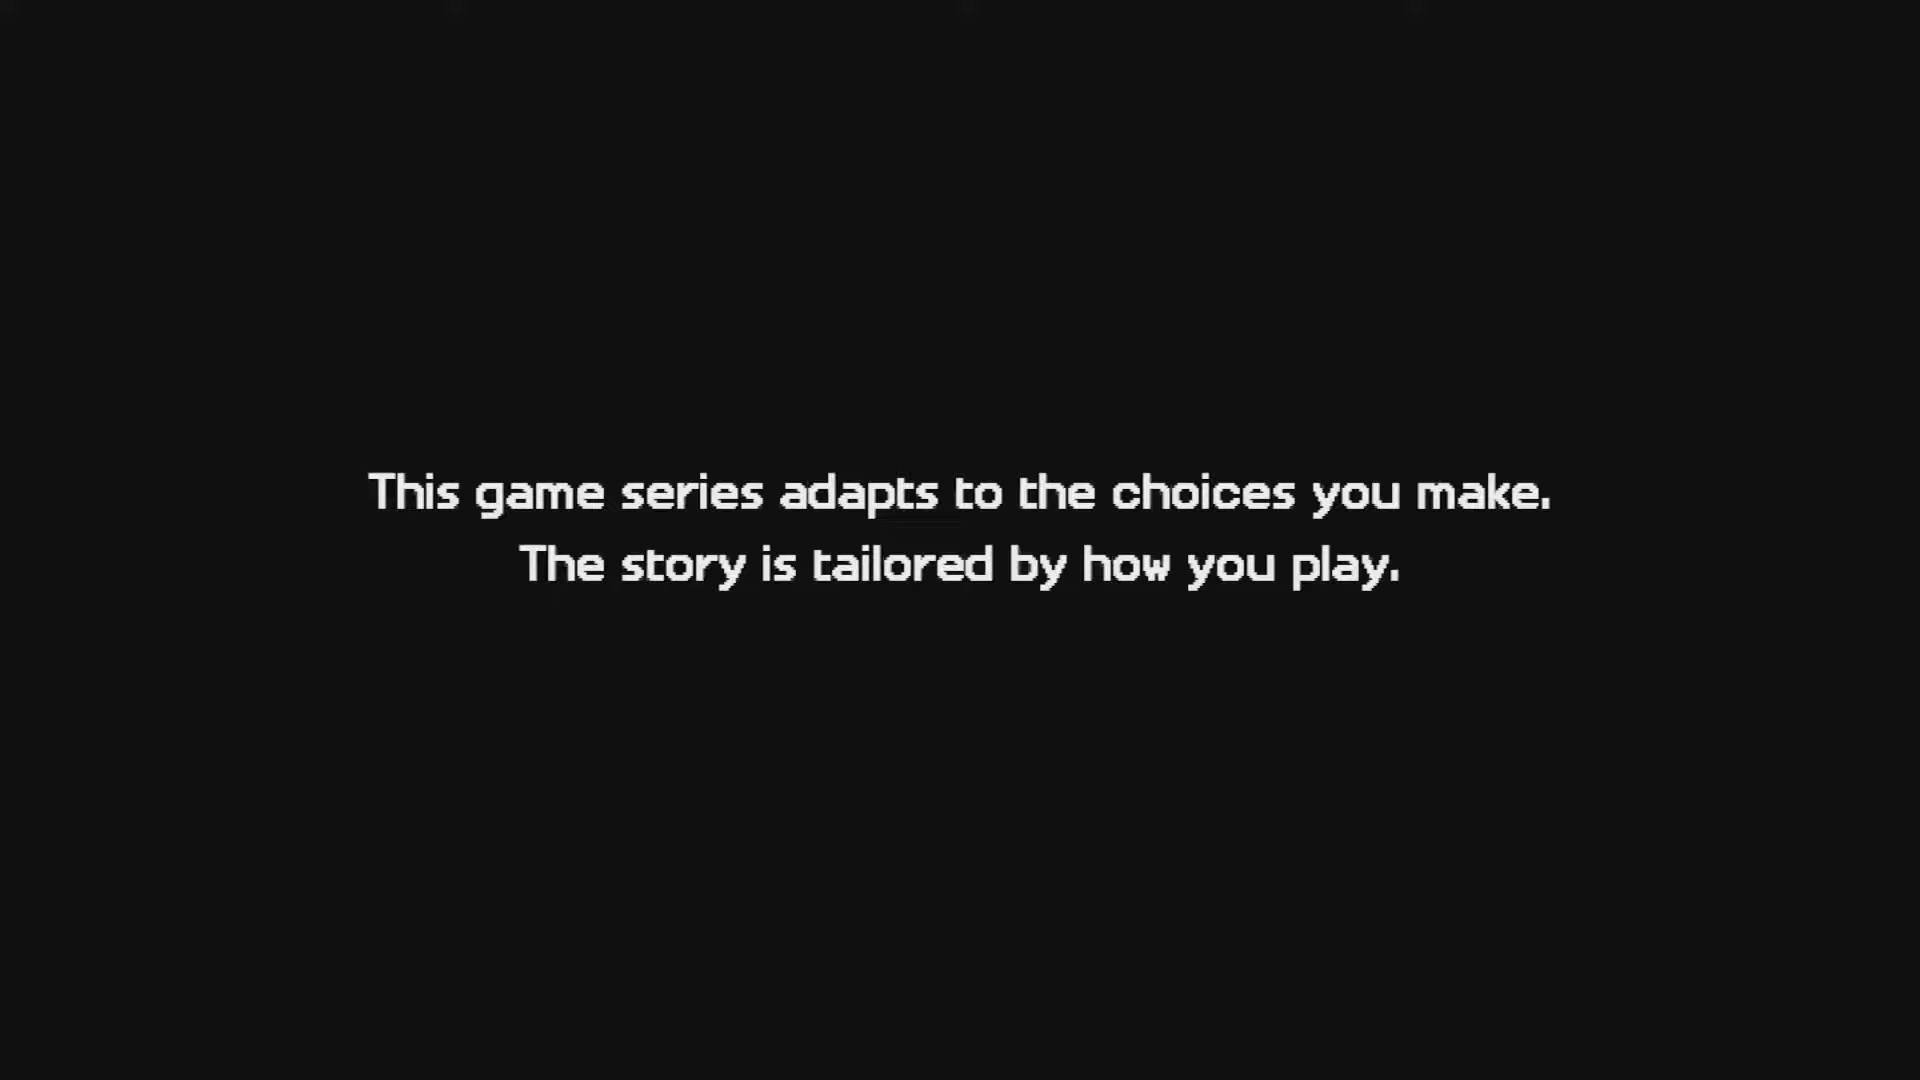 This game series adapts to the choices you make.
The story is tailored by how you play.